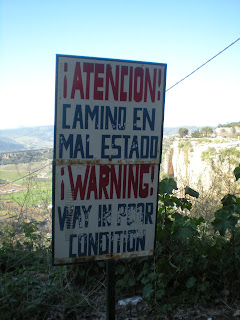 ¡ATENCION!
CAMINO EN
MAL ESTADO
¡WARNING!
WAY IN POOR
CONDITION